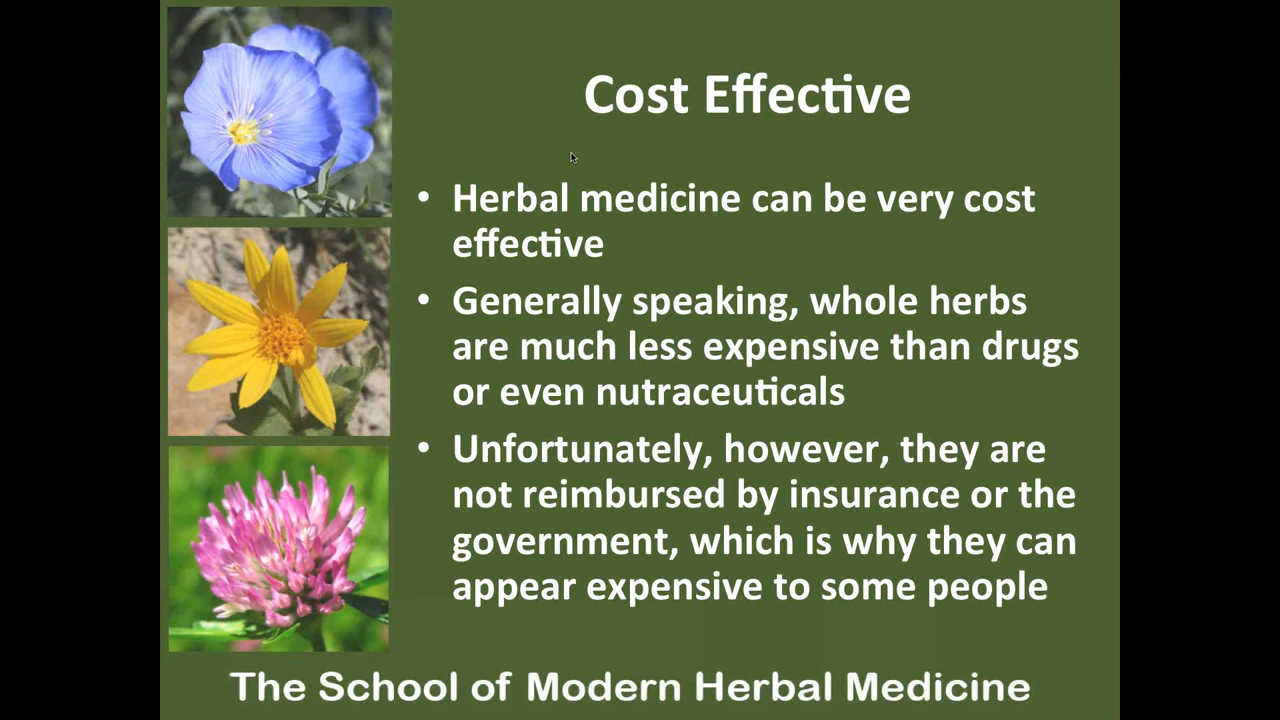 Cost Effective
• Herbal medicine can be very cost
effective
• Generally speaking, whole herbs
are much less expensive than drugs
or even nutraceuticals
• Unfortunately, however, they are
not reimbursed by insurance or the
government, which is why they can
appear expensive to some people
The School of Modern Herbal Medicine